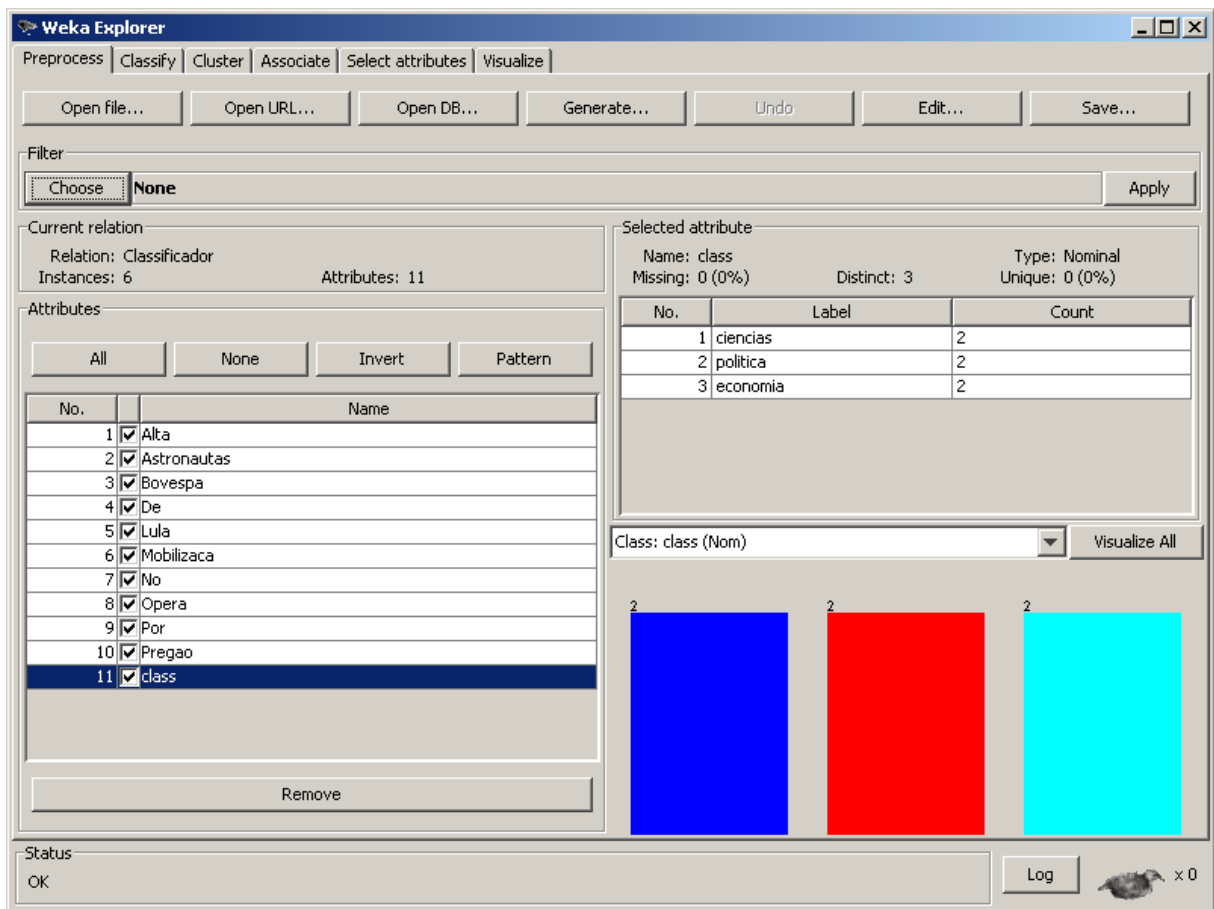 Weka Explorer
Preprocess Classify Cluster Associate Select attributes Visualize
Open file... Open URL... Open DB... Generate... Undo Edit... Save...
Filter
Choose None Apply
Current relation
Relation: Classificador
Instances: 6 Attributes: 11
Attributes
All None Invert Pattern
No. Name
1 Alta
2 Astronautas
3 Bovespa
4 De
5 Lula
6 Mobilizaca
7 No
8 Opera
9 Por
10 Pregao
11 class
Remove
Selected attribute
Name: class Type: Nominal
Missing: 0 (0%) Distinct: 3 Unique: 0 (0%)
No. Label Count
1 ciencias 2
2 politica 2
3 economia 2
Class: class (Nom) Visualize All
2 2 2
Status
OK
Log x 0